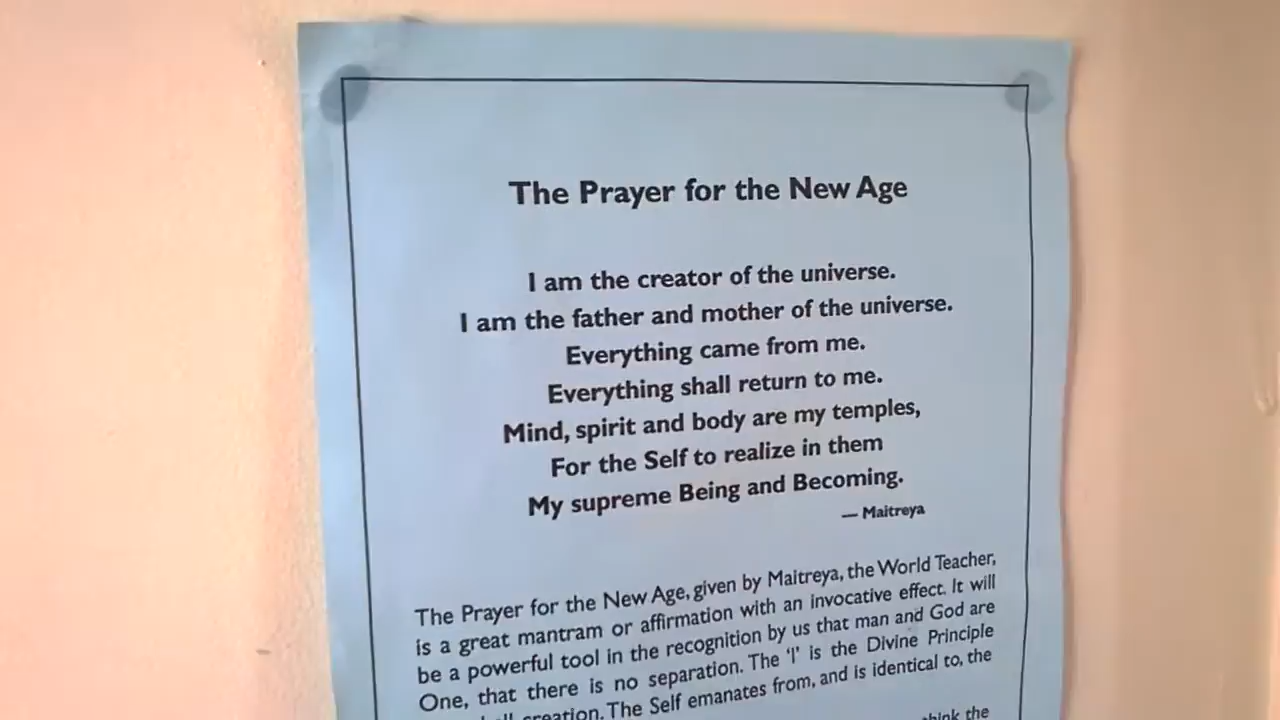 The Prayer for the New Age
I am the creator of the universe.
I am the father and mother of the universe.
Everything came from me.
Everything shall return to me.
Mind, spirit and body are my temples,
For the Self to realize in them
My supreme Being and Becoming.
— Maitreya
The Prayer for the New Age, given by Maitreya, the World Teacher,
is a great mantram or affirmation with an invocative effect. It will
be a powerful tool in the recognition by us that man and God are
One, that there is no separation. The 'I' is the Divine Principle
creation. The Self emanates from, and is identical to, the
think the